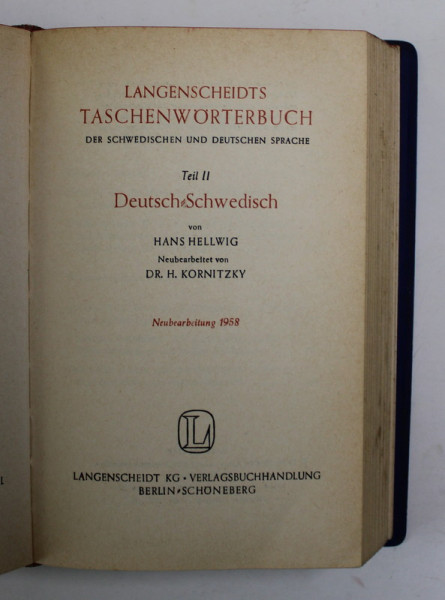 LANGENSCHEIDTS
TASCHENWÖRTERBUCH
DER SCHWEDISCHEN UND DEUTSCHEN SPRACHE
Teil II
Deutsch-Schwedisch
von
HANS HELLWIG
Neubearbeitet von
DR. H. KORNITZKY
Neubearbeitung 1958
L
LANGENSCHEIDT KG · VERLAGSBUCHHANDLUNG
BERLIN-SCHÖNEBERG